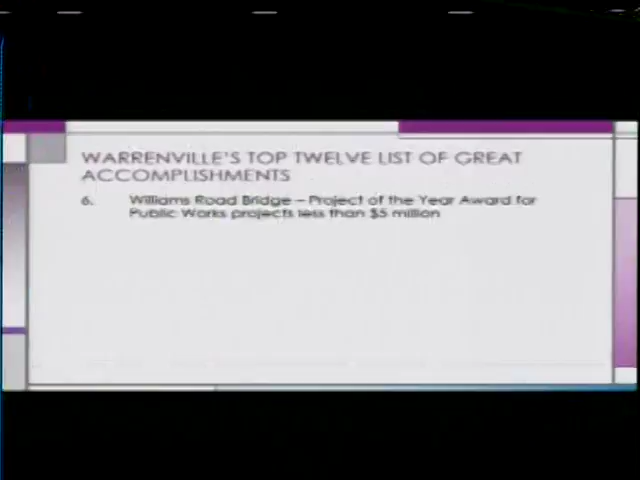 WARRENVILLE'S TOP TWELVE LIST OF GREAT
ACCOMPLISHMENTS
6. Williams Road Bridge – Project of the Year Award for
Public Works projects less than $5 million